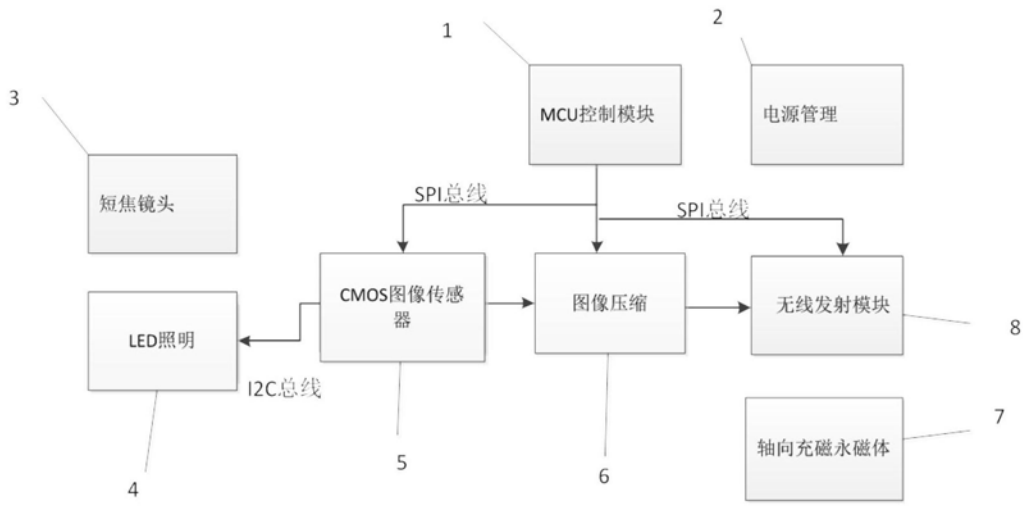 1
2
3
MCU控制模块
电源管理
短焦镜头
SPI总线
SPI总线
CMOS图像传感
器
图像压缩
无线发射模块
LED照明
8
I2C总线
7
轴向充磁永磁体
5
6
4